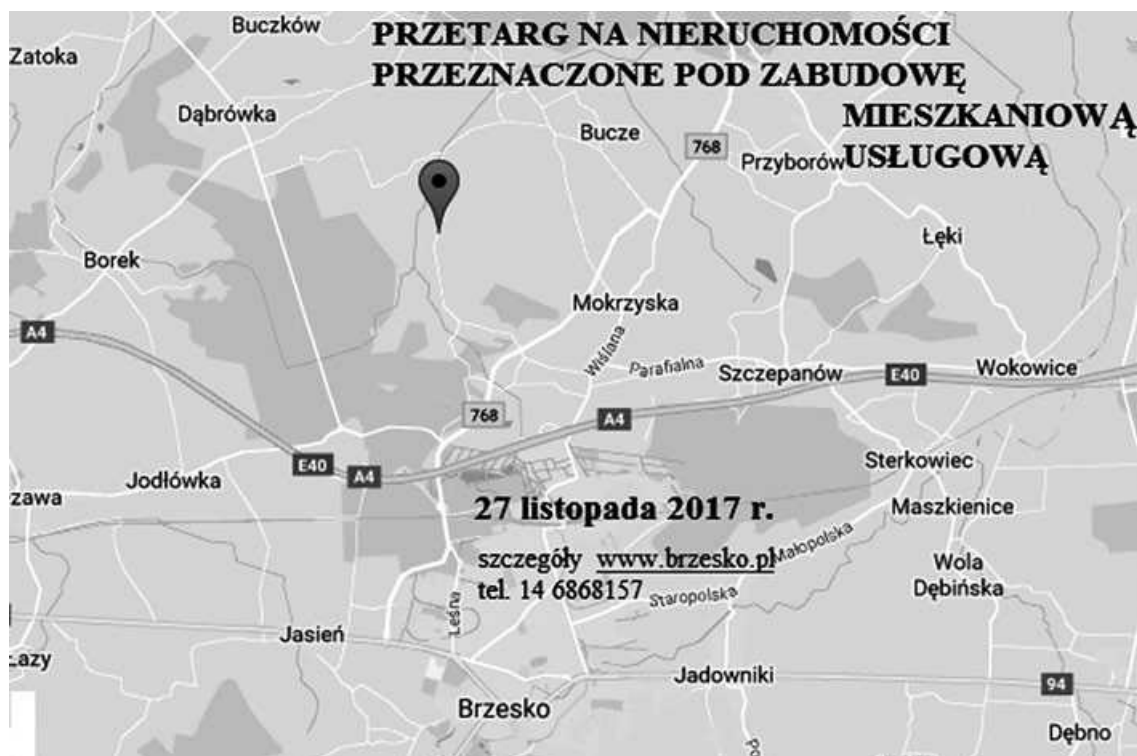 Buczków
PRZETARG NA NIERUCHOMOŚCI
Zatoka
PRZEZNACZONE POD ZABUDOWĘ
Dąbrówka
MIESZKANIOWĄ
Bucze
768
Przyborów
USŁUGOWĄ
Łęki
Borek
Mokrzyska
A4
Wiślana
Parafialna
Szczepanów
E40
Wokowice
768
A4
E40
A4
Jodłówka
Sterkowiec
zawa
27 listopada 2017 r.
Maszkienice
szczegóły www.brzesko.pl
Małopolska
Wola
Dębińska
tel. 14 6868157
Staropolska
Leśna
Jasień
Łazy
Jadowniki
94
Brzesko
Dębno